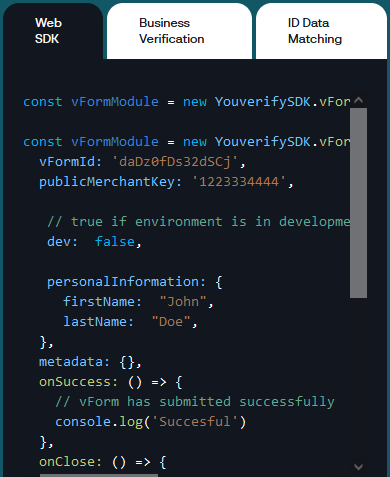 Web
SDK
Business
Verification
ID Data
Matching
const vFormModule = new YouverifySDK.vFor
const vFormModule = new YouverifySDK.vFor
vFormId: 'daDz0fDs32dSCj',
publicMerchantKey: '1223334444',
// true if environment is in developme
dev:  false,
personalInformation: {
firstName:  "John",
lastName:  "Doe",
},
metadata: {},
onSuccess: () => {
// vForm has submitted successfully
console.log('Succesful')
},
onClose: () => {